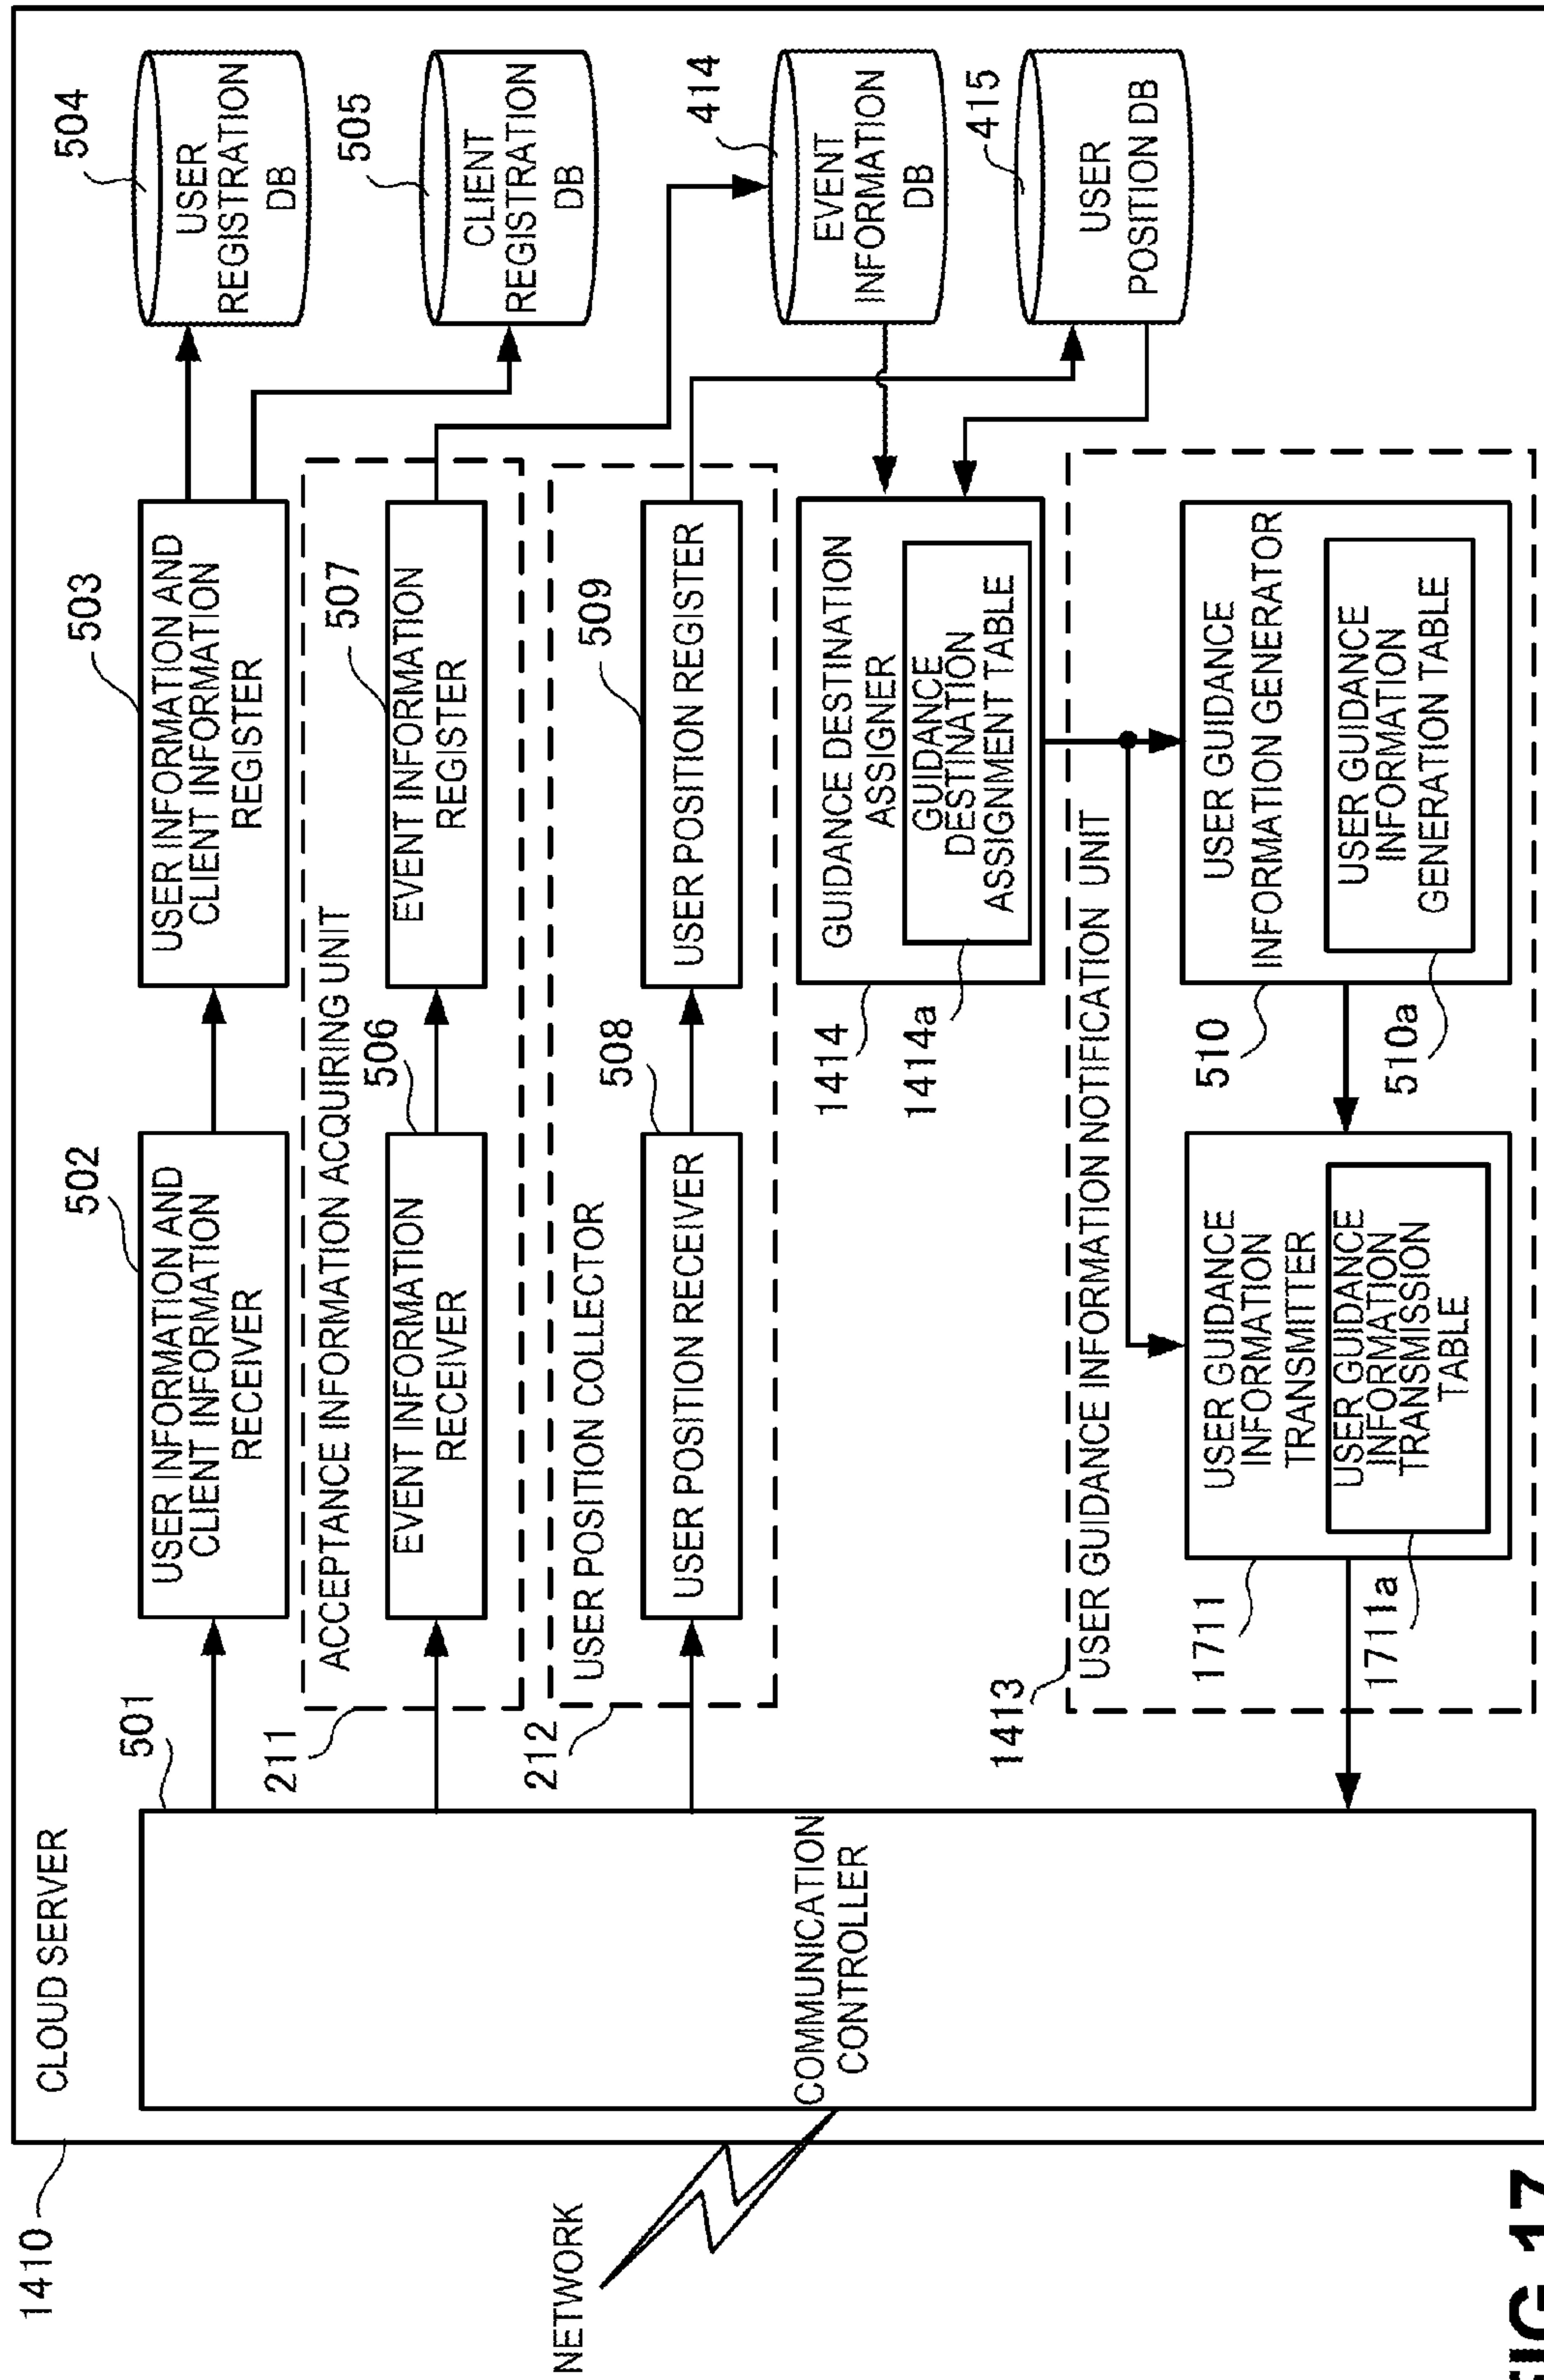 1410
CLOUD SERVER
NETWORK
501
COMMUNICATION
CONTROLLER
502
USER INFORMATION AND
CLIENT INFORMATION
RECEIVER
503
USER INFORMATION AND
CLIENT INFORMATION
REGISTER
504
USER
REGISTRATION
DB
505
CLIENT
REGISTRATION
DB
211
ACCEPTANCE INFORMATION ACQUIRING UNIT
506
EVENT INFORMATION
RECEIVER
507
EVENT INFORMATION
REGISTER
414
EVENT
INFORMATION
DB
212
USER POSITION COLLECTOR
508
USER POSITION RECEIVER
509
USER POSITION REGISTER
415
USER
POSITION DB
1414
GUIDANCE DESTINATION
ASSIGNER
1414a
GUIDANCE
DESTINATION
ASSIGNMENT TABLE
1413
USER GUIDANCE INFORMATION NOTIFICATION UNIT
1711
USER GUIDANCE
INFORMATION
TRANSMITTER
1711a
USER GUIDANCE
INFORMATION
TRANSMISSION
TABLE
510
USER GUIDANCE
INFORMATION GENERATOR
510a
USER GUIDANCE
INFORMATION
GENERATION TABLE
FIG.17